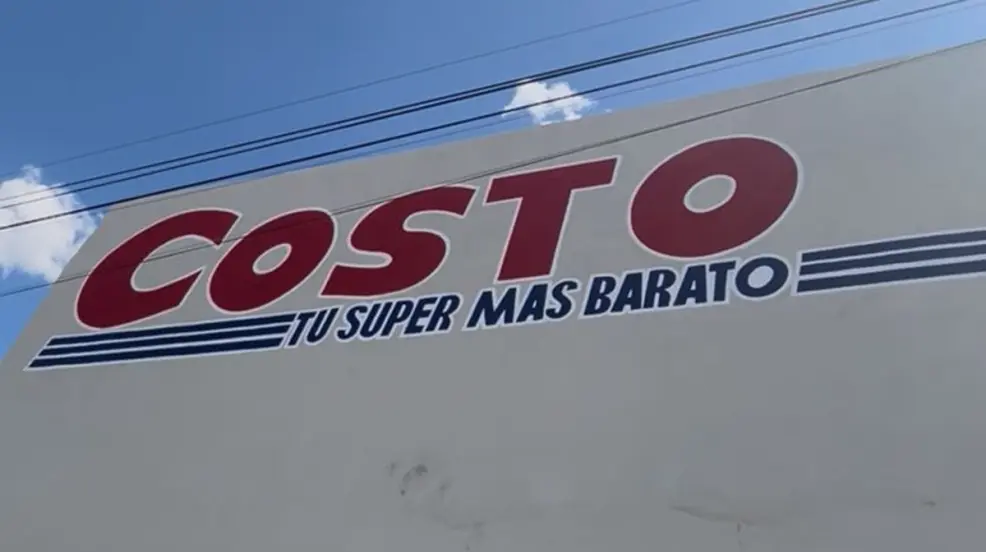 COSTO
TU SUPER MAS BARATO